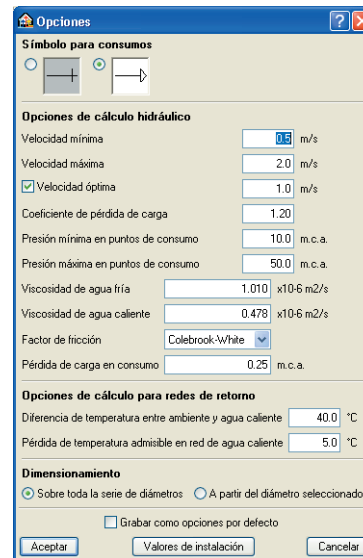 Opciones
Símbolo para consumos
Opciones de cálculo hidráulico
Velocidad mínima 0.5 m/s
Velocidad máxima 2.0 m/s
Velocidad óptima 1.0 m/s
Coeficiente de pérdida de carga 1.20
Presión mínima en puntos de consumo 10.0 m.c.a.
Presión máxima en puntos de consumo 50.0 m.c.a.
Viscosidad de agua fría 1.010 x10-6 m2/s
Viscosidad de agua caliente 0.478 x10-6 m2/s
Factor de fricción Colebrook-White
Pérdida de carga en consumo 0.25 m.c.a.
Opciones de cálculo para redes de retorno
Diferencia de temperatura entre ambiente y agua caliente 40.0 °C
Pérdida de temperatura admisible en red de agua caliente 5.0 °C
Dimensionamiento
Sobre toda la serie de diámetros A partir del diámetro seleccionado
Grabar como opciones por defecto
Aceptar Valores de instalación Cancelar